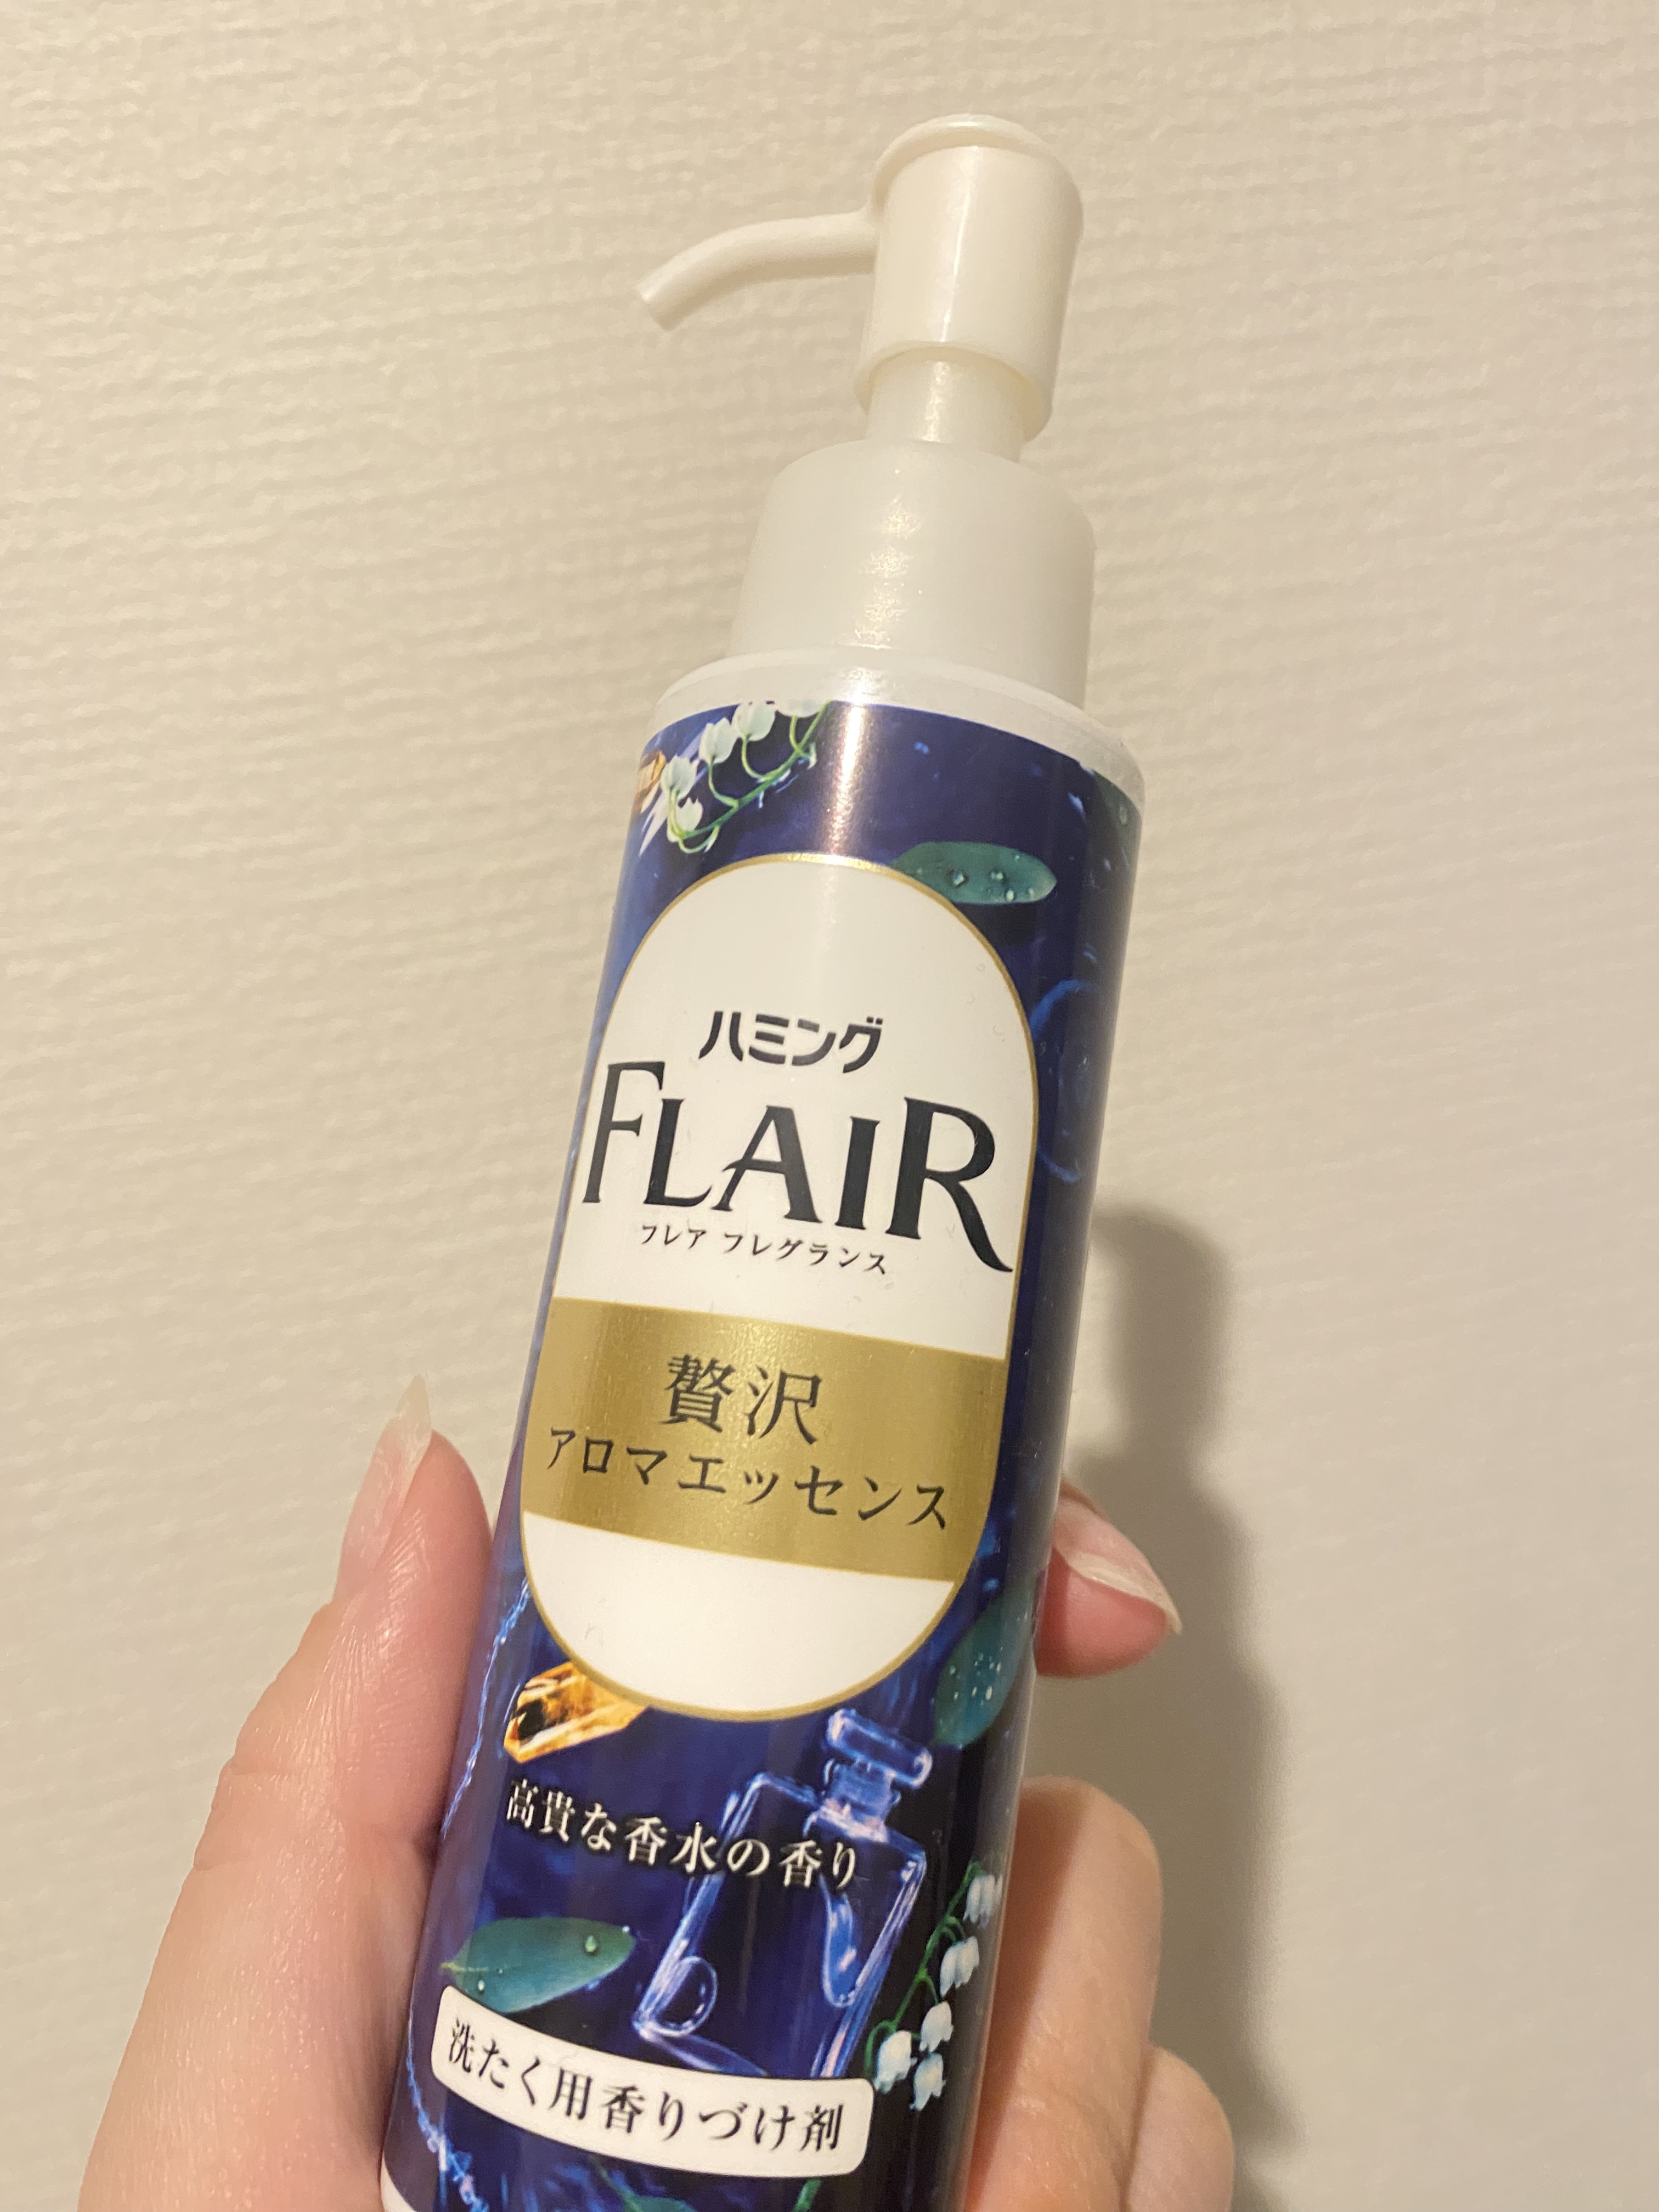 ハミング
FLAIR
フレア フレグランス
贅沢
アロマエッセンス
高貴な香水の香り
洗たく用香りづけ剤